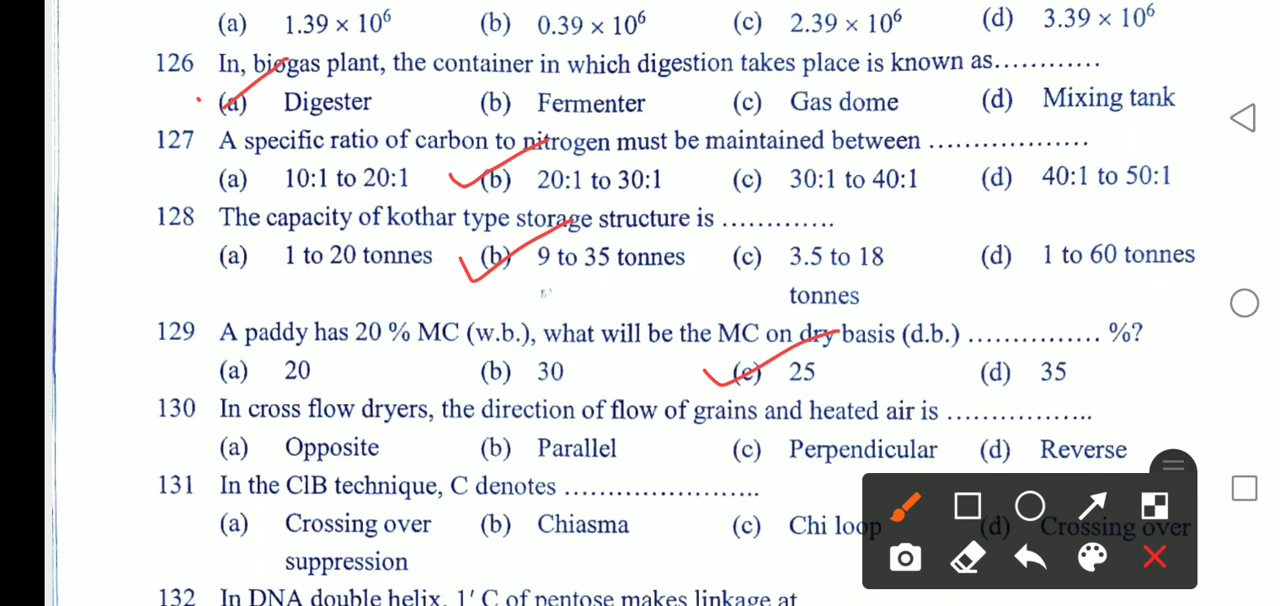 (a) 1.39 × 10⁶ (b) 0.39 × 10⁶ (c) 2.39 × 10⁶ (d) 3.39 × 10⁶
126 In, biogas plant, the container in which digestion takes place is known as............
(a) Digester (b) Fermenter (c) Gas dome (d) Mixing tank
127 A specific ratio of carbon to nitrogen must be maintained between ..................
(a) 10:1 to 20:1 (b) 20:1 to 30:1 (c) 30:1 to 40:1 (d) 40:1 to 50:1
128 The capacity of kothar type storage structure is .............
(a) 1 to 20 tonnes (b) 9 to 35 tonnes (c) 3.5 to 18 (d) 1 to 60 tonnes
tonnes
129 A paddy has 20 % MC (w.b.), what will be the MC on dry basis (d.b.) ............... %?
(a) 20 (b) 30 (c) 25 (d) 35
130 In cross flow dryers, the direction of flow of grains and heated air is .................
(a) Opposite (b) Parallel (c) Perpendicular (d) Reverse
131 In the ClB technique, C denotes .......................
(a) Crossing over (b) Chiasma (c) Chi loop (d) Crossing over
suppression
132 In DNA double helix, 1′ C of pentose makes linkage at